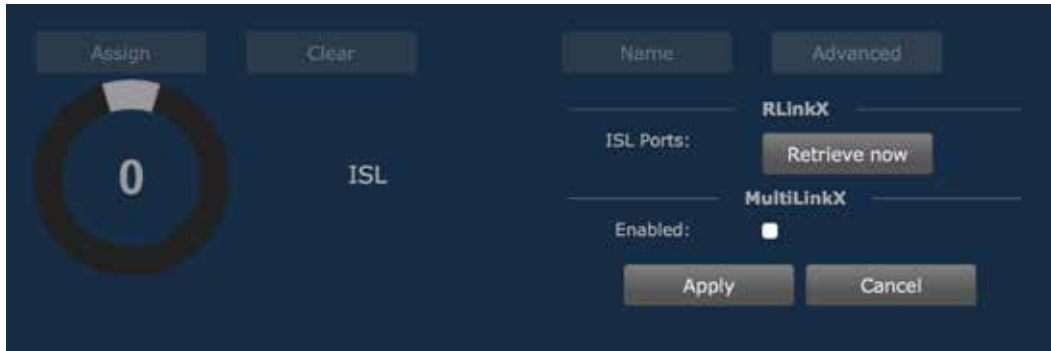 Assign
Clear
Name
Advanced
0
ISL
RLinkX
ISL Ports:
Retrieve now
MultiLinkX
Enabled:
Apply
Cancel